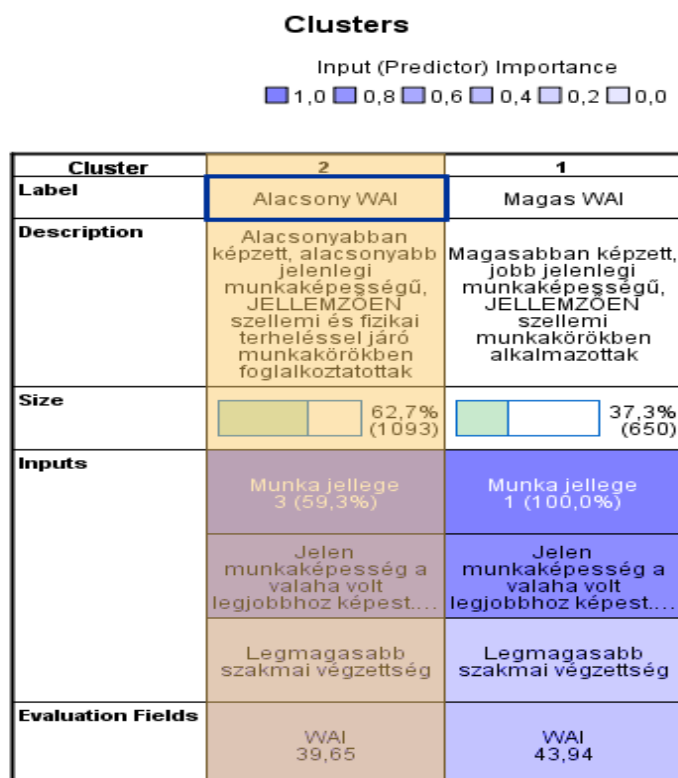 Clusters
Input (Predictor) Importance
1,0 0,8 0,6 0,4 0,2 0,0
Cluster 2 1
Label Alacsony WAI Magas WAI
Description
Alacsonyabban
képzett, alacsonyabb
jelenlegi
munkaképességű,
JELLEMZŐEN
szellemi és fizikai
terheléssel járó
munkakörökben
foglalkoztatottak
Magasabban képzett,
jobb jelenlegi
munkaképességű,
JELLEMZŐEN
szellemi
munkakörökben
alkalmazottak
Size
62,7%
(1093)
37,3%
(650)
Inputs
Munka jellege
3 (59,3%)
Munka jellege
1 (100,0%)
Jelen
munkaképesség a
valaha volt
legjobbhoz képest....
Jelen
munkaképesség a
valaha volt
legjobbhoz képest....
Legmagasabb
szakmai végzettség
Legmagasabb
szakmai végzettség
Evaluation Fields
WAI
39,65
WAI
43,94